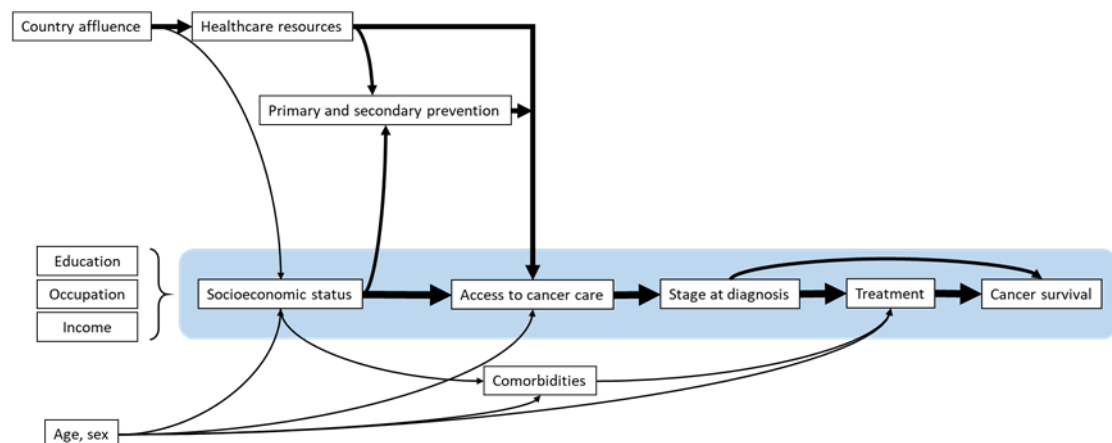 Country affluence
Healthcare resources
Primary and secondary prevention
Education
Occupation
Income
Socioeconomic status
Access to cancer care
Stage at diagnosis
Treatment
Cancer survival
Comorbidities
Age, sex